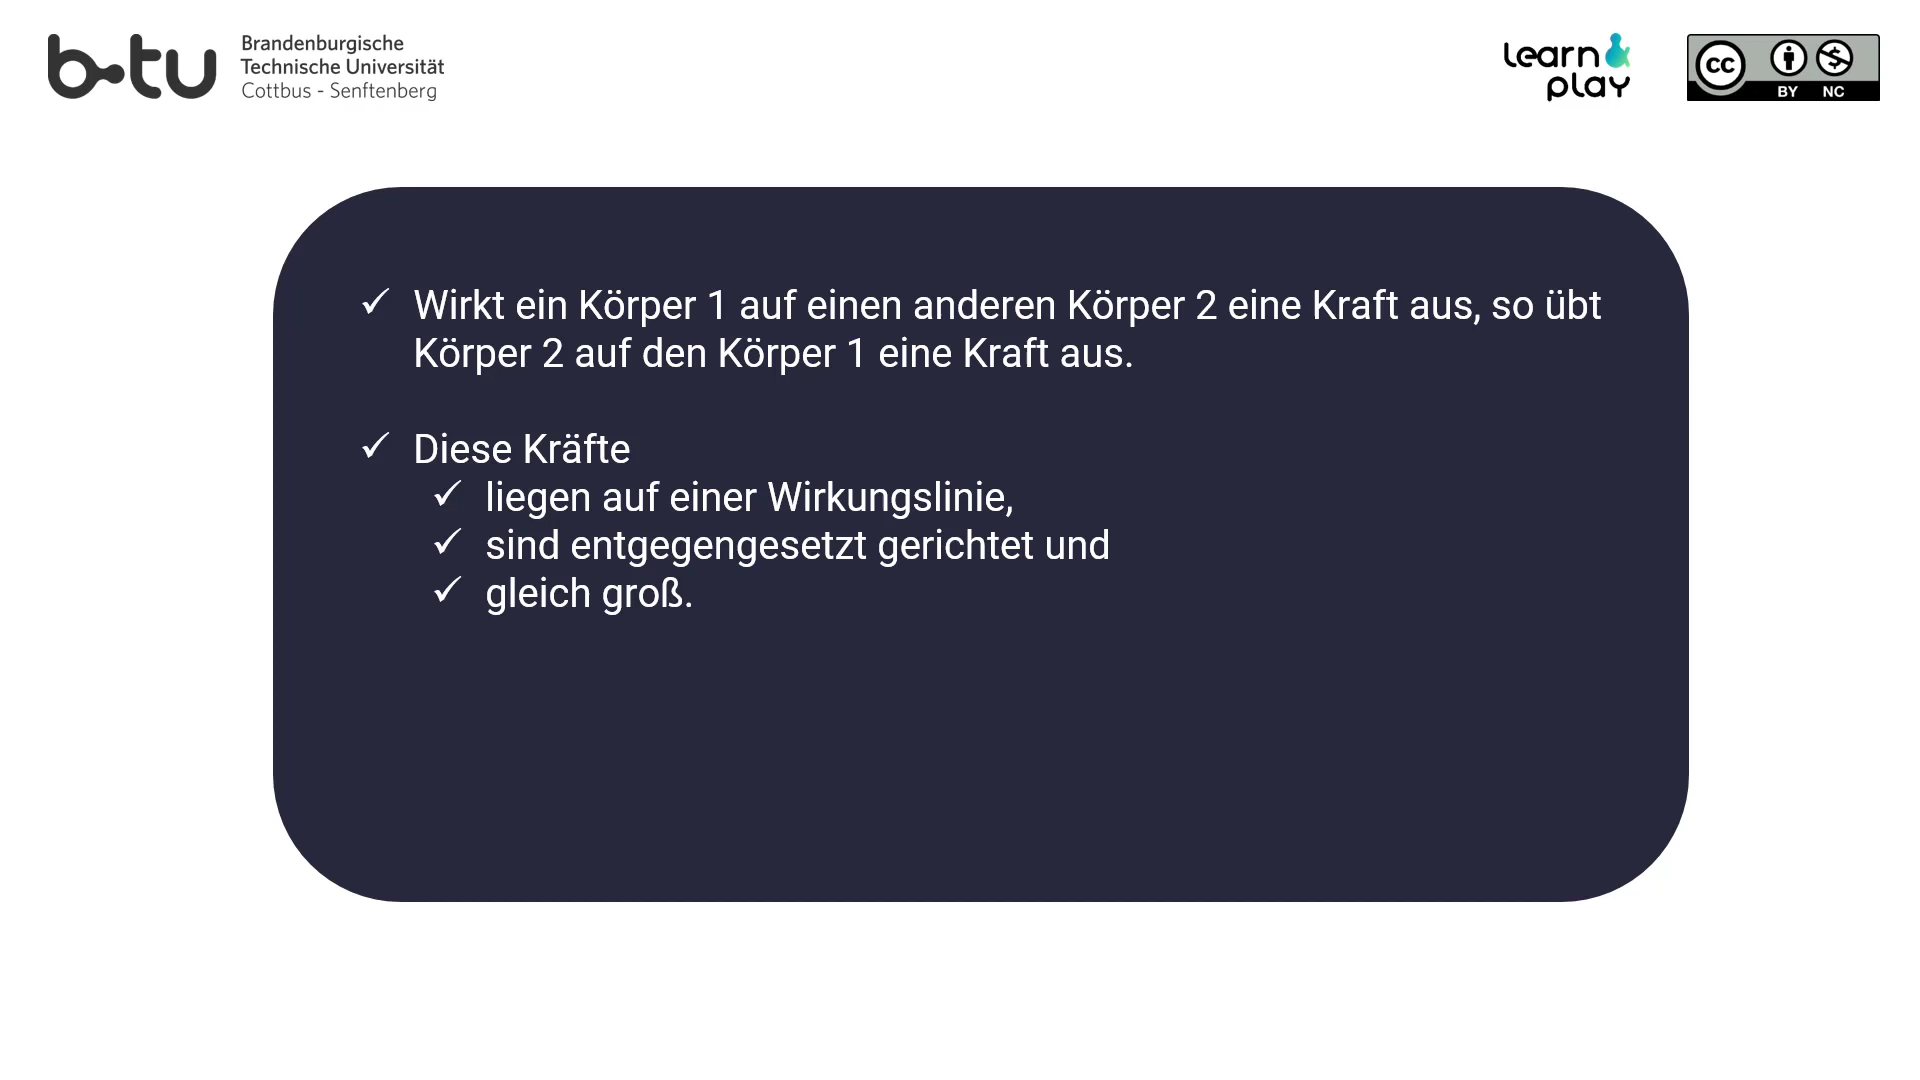 b-tu
Brandenburgische
Technische Universität
Cottbus - Senftenberg
Learn &
play
cc
BY NC
Wirkt ein Körper 1 auf einen anderen Körper 2 eine Kraft aus, so übt
Körper 2 auf den Körper 1 eine Kraft aus.
Diese Kräfte
liegen auf einer Wirkungslinie,
sind entgegengesetzt gerichtet und
gleich groß.